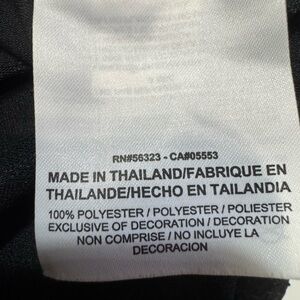 RN#56323 - CA#05553
MADE IN THAILAND/FABRIQUE EN
THAILANDE/HECHO EN TAILANDIA
100% POLYESTER / POLYESTER / POLIESTER
EXCLUSIVE OF DECORATION / DECORATION
NON COMPRISE / NO INCLUYE LA
DECORACION